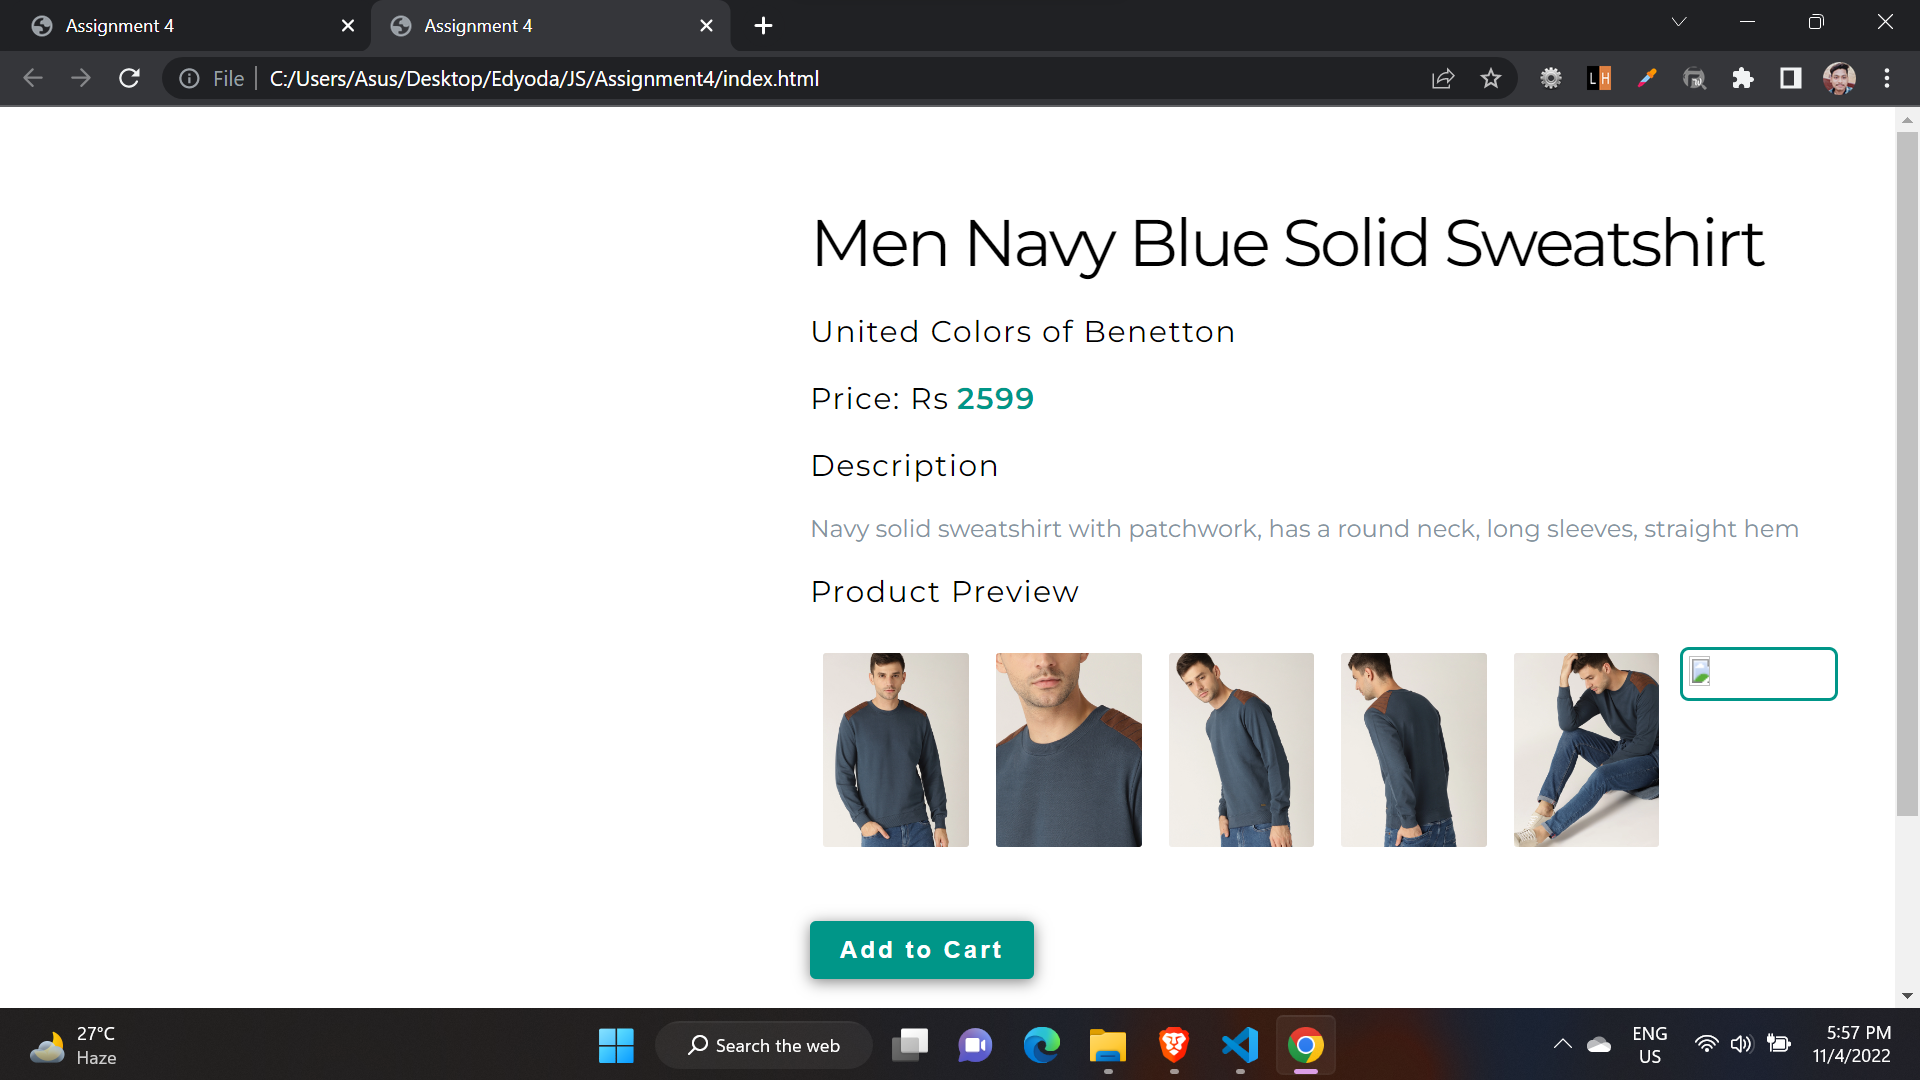 Assignment 4
Assignment 4
File
C:/Users/Asus/Desktop/Edyoda/JS/Assignment4/index.html
L H
Men Navy Blue Solid Sweatshirt
United Colors of Benetton
Price: Rs 2599
Description
Navy solid sweatshirt with patchwork, has a round neck, long sleeves, straight hem
Product Preview
Add to Cart
27°C
Haze
Search the web
ENG
US
5:57 PM
11/4/2022